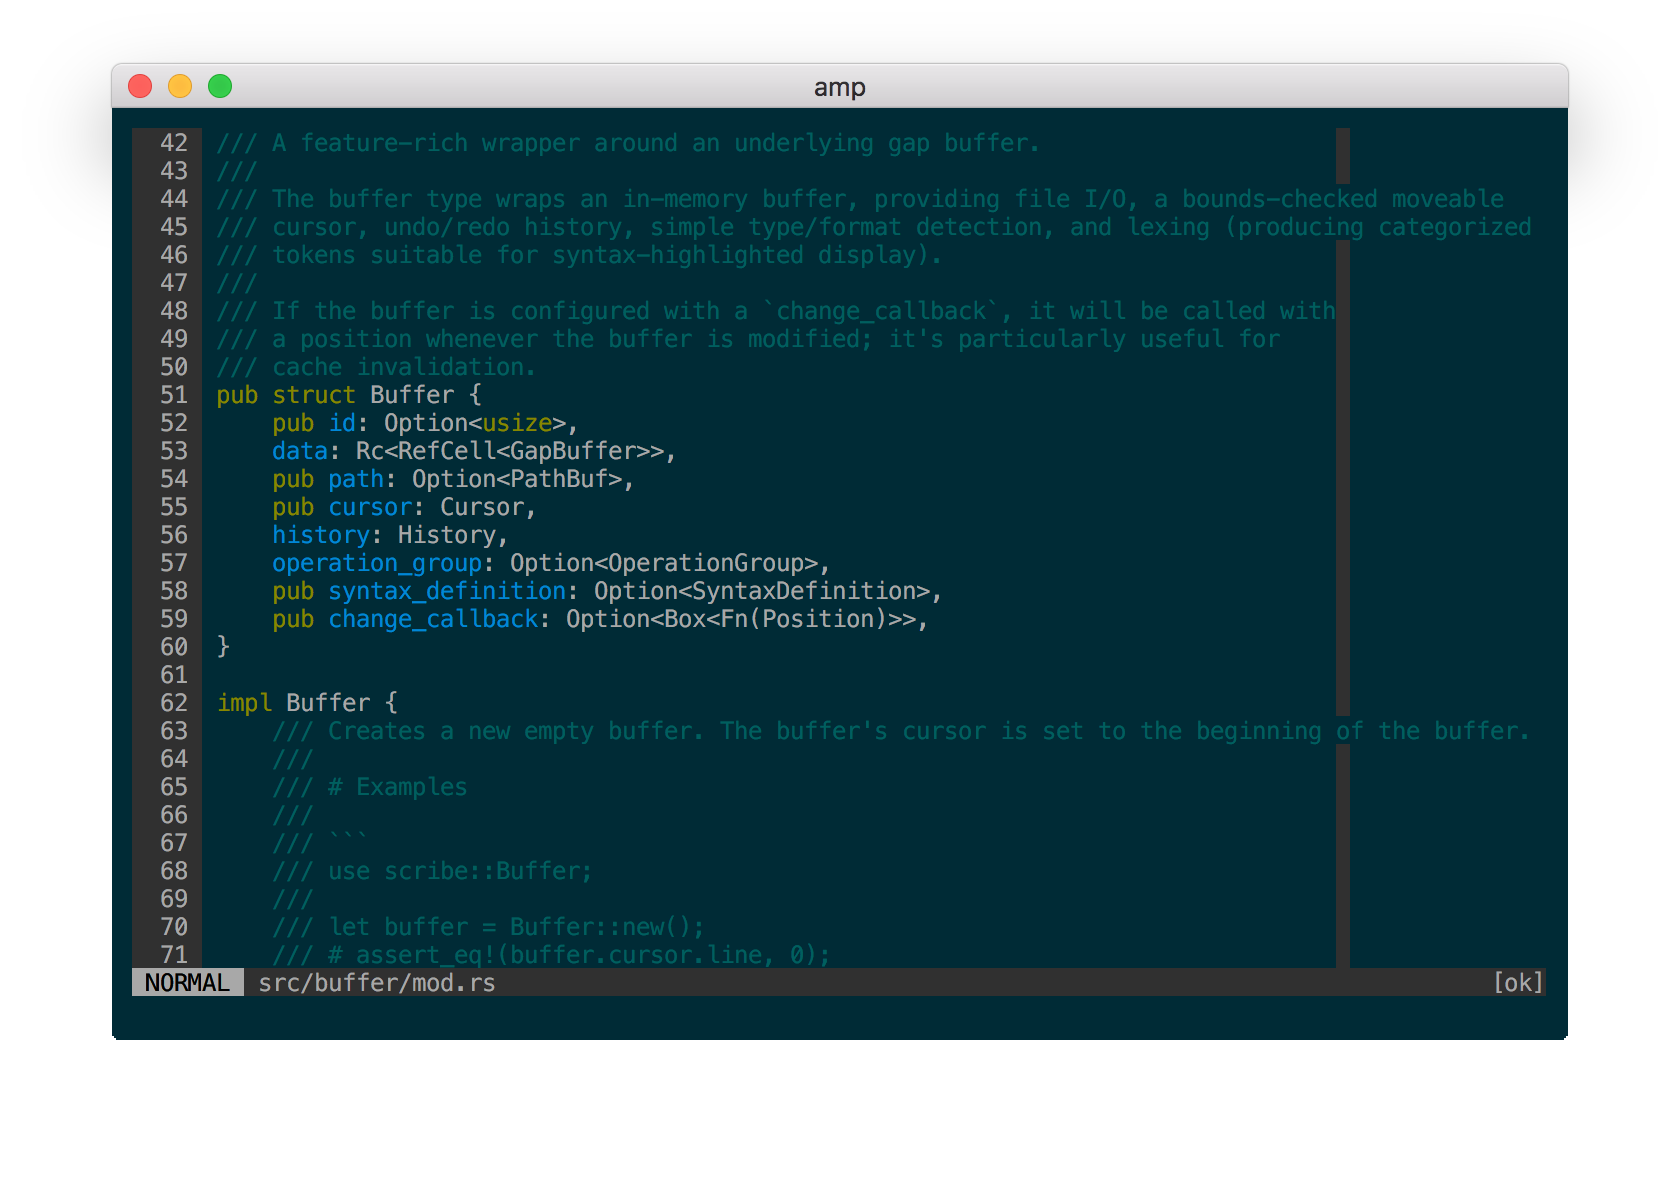 amp
42 /// A feature-rich wrapper around an underlying gap buffer.
43 ///
44 /// The buffer type wraps an in-memory buffer, providing file I/O, a bounds-checked moveable
45 /// cursor, undo/redo history, simple type/format detection, and lexing (producing categorized
46 /// tokens suitable for syntax-highlighted display).
47 ///
48 /// If the buffer is configured with a `change_callback`, it will be called with
49 /// a position whenever the buffer is modified; it's particularly useful for
50 /// cache invalidation.
51 pub struct Buffer {
52     pub id: Option<usize>,
53     data: Rc<RefCell<GapBuffer>>,
54     pub path: Option<PathBuf>,
55     pub cursor: Cursor,
56     history: History,
57     operation_group: Option<OperationGroup>,
58     pub syntax_definition: Option<SyntaxDefinition>,
59     pub change_callback: Option<Box<Fn(Position)>>,
60 }
61
62 impl Buffer {
63     /// Creates a new empty buffer. The buffer's cursor is set to the beginning of the buffer.
64     ///
65     /// # Examples
66     ///
67     /// ```
68     /// use scribe::Buffer;
69     ///
70     /// let buffer = Buffer::new();
71     /// # assert_eq!(buffer.cursor.line, 0);
NORMAL src/buffer/mod.rs [ok]